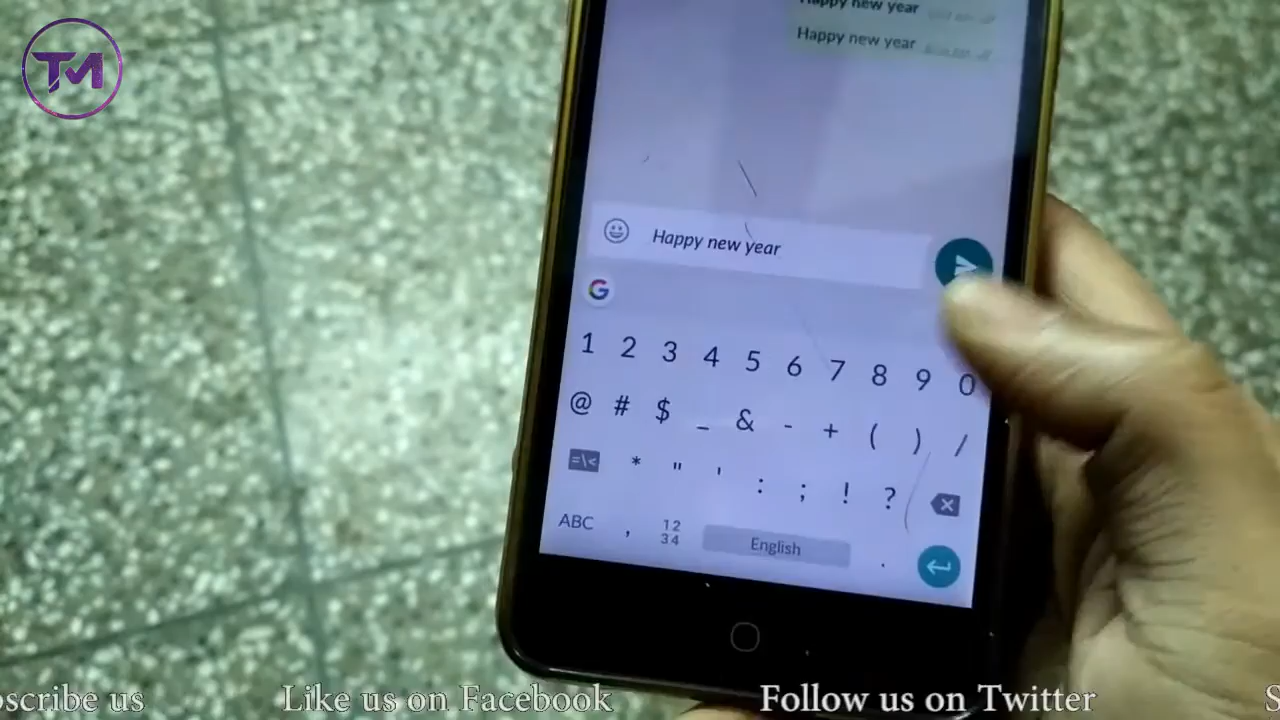 TM
Happy new year
Happy new year
Happy new year
G
1 2 3 4 5 6 7 8 9 0
@ # $ _ & - + ( ) /
=\< * " ' : ; ! ?
ABC , 12 34 English .
scribe us Like us on Facebook Follow us on Twitter S